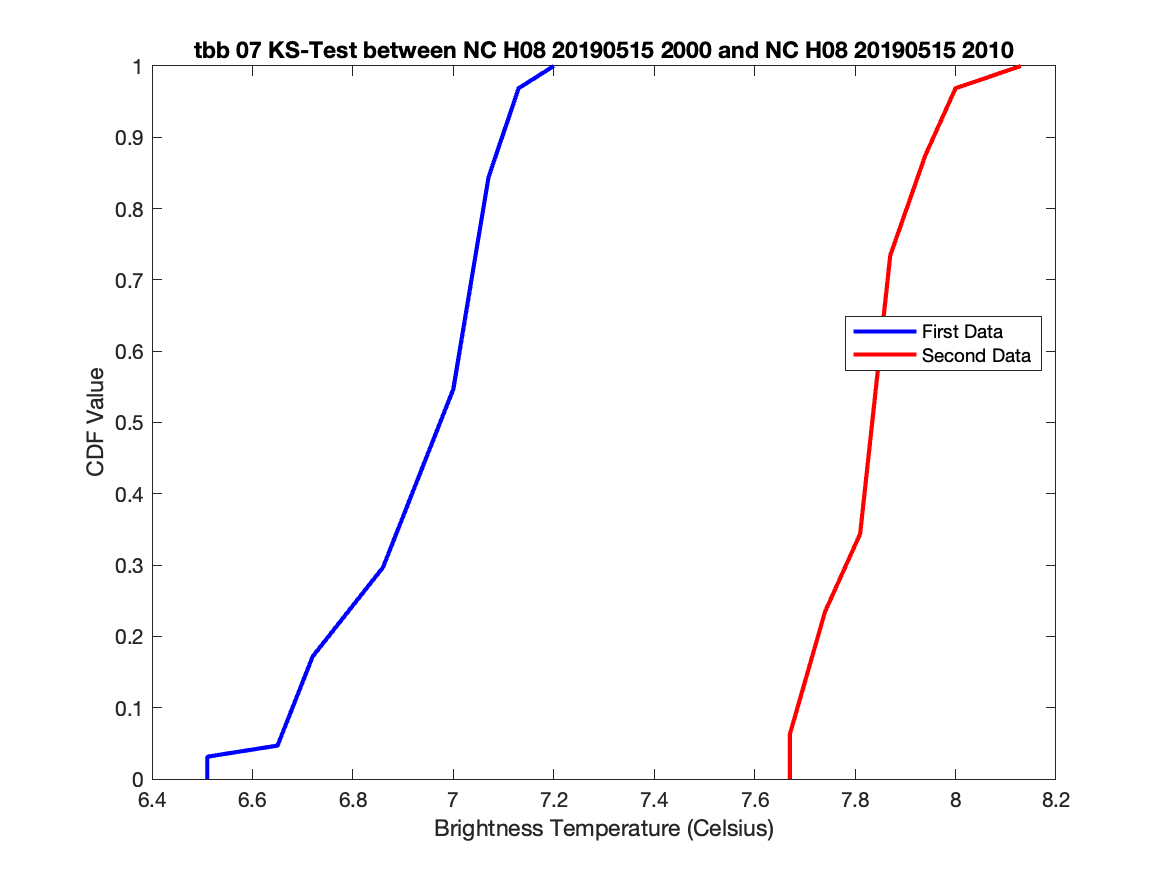 tbb 07 KS-Test between NC H08 20190515 2000 and NC H08 20190515 2010
1
0.9
0.8
0.7
0.6
0.5
0.4
0.3
0.2
0.1
0
CDF Value
First Data
Second Data
6.4 6.6 6.8 7 7.2 7.4 7.6 7.8 8 8.2
Brightness Temperature (Celsius)